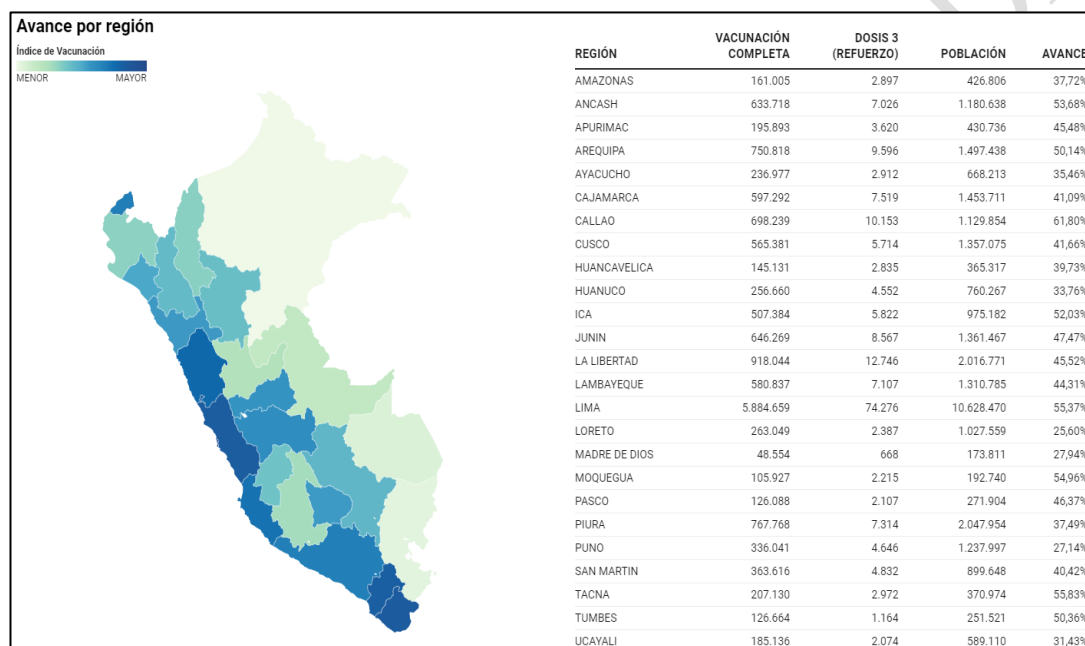 Avance por región
Índice de Vacunación
MENOR MAYOR
REGIÓN VACUNACIÓN COMPLETA DOSIS 3 (REFUERZO) POBLACIÓN AVANCE
AMAZONAS 161.005 2.897 426.806 37,72%
ANCASH 633.718 7.026 1.180.638 53,68%
APURIMAC 195.893 3.620 430.736 45,48%
AREQUIPA 750.818 9.596 1.497.438 50,14%
AYACUCHO 236.977 2.912 668.213 35,46%
CAJAMARCA 597.292 7.519 1.453.711 41,09%
CALLAO 698.239 10.153 1.129.854 61,80%
CUSCO 565.381 5.714 1.357.075 41,66%
HUANCAVELICA 145.131 2.835 365.317 39,73%
HUANUCO 256.660 4.552 760.267 33,76%
ICA 507.384 5.822 975.182 52,03%
JUNIN 646.269 8.567 1.361.467 47,47%
LA LIBERTAD 918.044 12.746 2.016.771 45,52%
LAMBAYEQUE 580.837 7.107 1.310.785 44,31%
LIMA 5.884.659 74.276 10.628.470 55,37%
LORETO 263.049 2.387 1.027.559 25,60%
MADRE DE DIOS 48.554 668 173.811 27,94%
MOQUEGUA 105.927 2.215 192.740 54,96%
PASCO 126.088 2.107 271.904 46,37%
PIURA 767.768 7.314 2.047.954 37,49%
PUNO 336.041 4.646 1.237.997 27,14%
SAN MARTIN 363.616 4.832 899.648 40,42%
TACNA 207.130 2.972 370.974 55,83%
TUMBES 126.664 1.164 251.521 50,36%
UCAYALI 185.136 2.074 589.110 31,43%